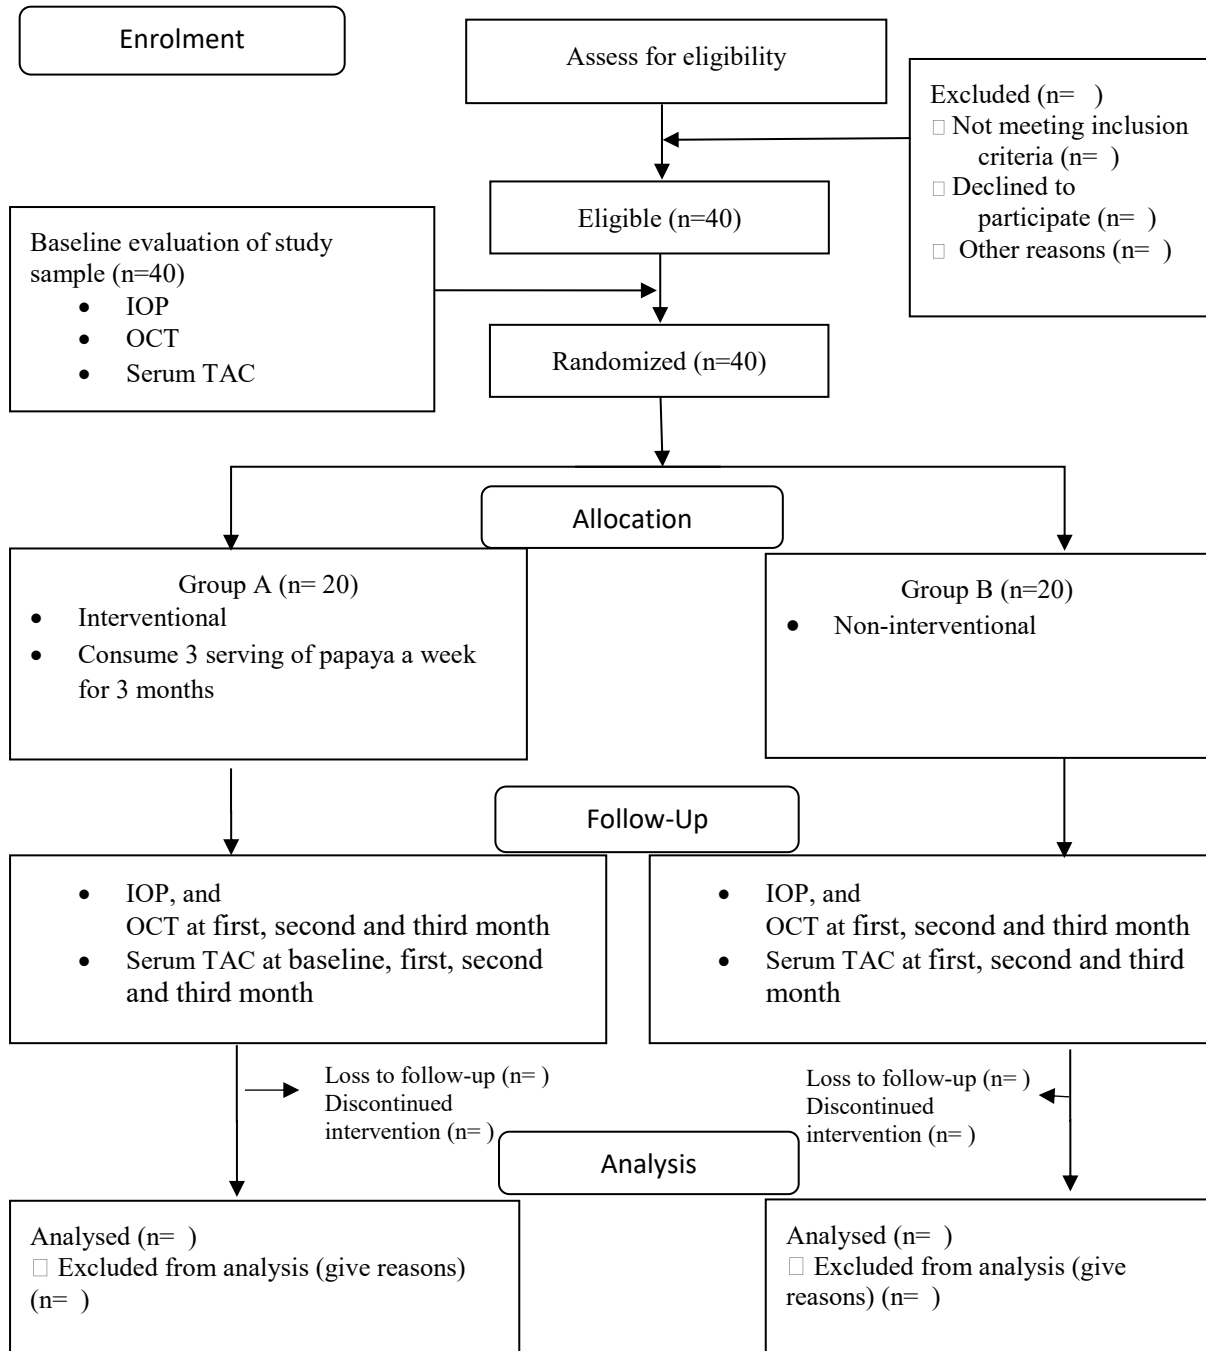 Enrolment
Assess for eligibility
Excluded (n=   )
□ Not meeting inclusion
criteria (n=  )
□ Declined to
participate (n=  )
□  Other reasons (n=  )
Eligible (n=40)
Baseline evaluation of study
sample (n=40)
• IOP
• OCT
• Serum TAC
Randomized (n=40)
Allocation
Group A (n= 20)
• Interventional
• Consume 3 serving of papaya a week
for 3 months
Group B (n=20)
• Non-interventional
Follow-Up
• IOP, and
OCT at first, second and third month
• Serum TAC at baseline, first, second
and third month
• IOP, and
OCT at first, second and third month
• Serum TAC at first, second and third
month
Loss to follow-up (n= )
Discontinued
intervention (n= )
Loss to follow-up (n= )
Discontinued
intervention (n= )
Analysis
Analysed (n=  )
□ Excluded from analysis (give reasons)
(n=  )
Analysed (n=  )
□ Excluded from analysis (give
reasons) (n=  )